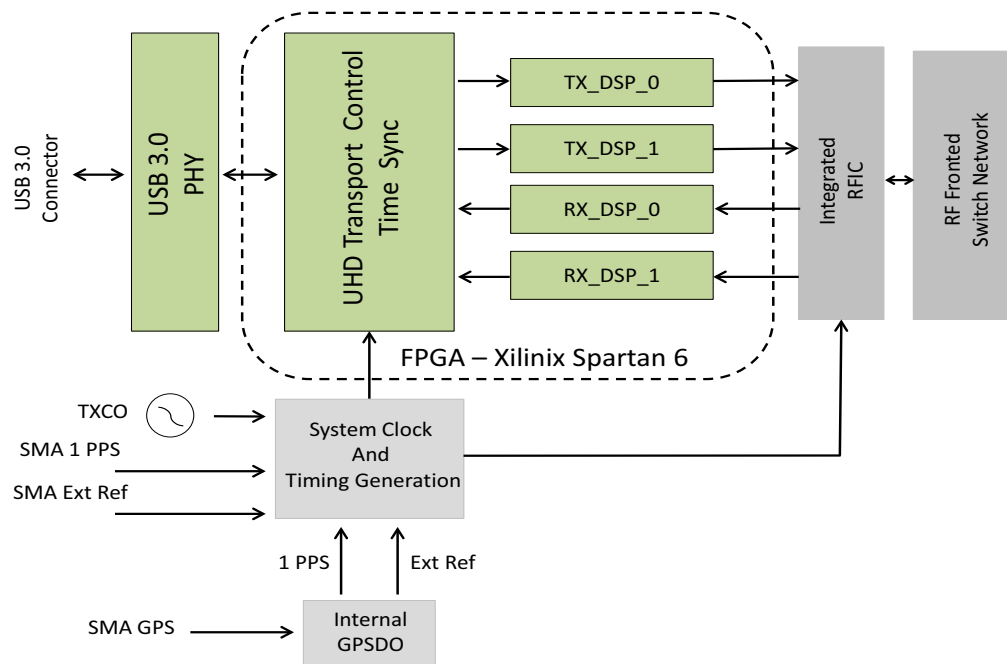 USB 3.0
Connector
USB 3.0
PHY
UHD Transport Control
Time Sync
TX_DSP_0
TX_DSP_1
RX_DSP_0
RX_DSP_1
Integrated
RFIC
RF Fronted
Switch Network
FPGA – Xilinix Spartan 6
TXCO
SMA 1 PPS
SMA Ext Ref
System Clock
And
Timing Generation
1 PPS
Ext Ref
SMA GPS
Internal
GPSDO